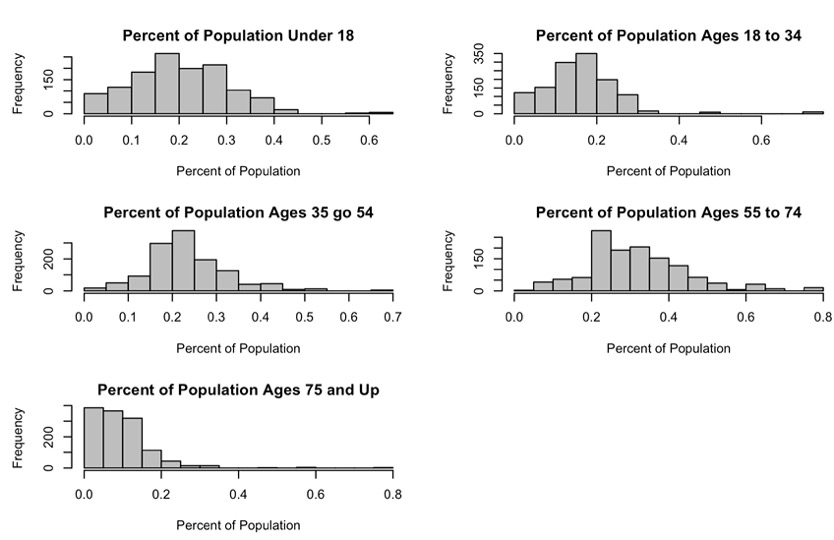 Percent of Population Under 18
Frequency
0 150
0.0 0.1 0.2 0.3 0.4 0.5 0.6
Percent of Population
Percent of Population Ages 18 to 34
Frequency
0 150 350
0.0 0.2 0.4 0.6
Percent of Population
Percent of Population Ages 35 go 54
Frequency
0 200
0.0 0.1 0.2 0.3 0.4 0.5 0.6 0.7
Percent of Population
Percent of Population Ages 55 to 74
Frequency
0 150
0.0 0.2 0.4 0.6 0.8
Percent of Population
Percent of Population Ages 75 and Up
Frequency
0 200
0.0 0.2 0.4 0.6 0.8
Percent of Population